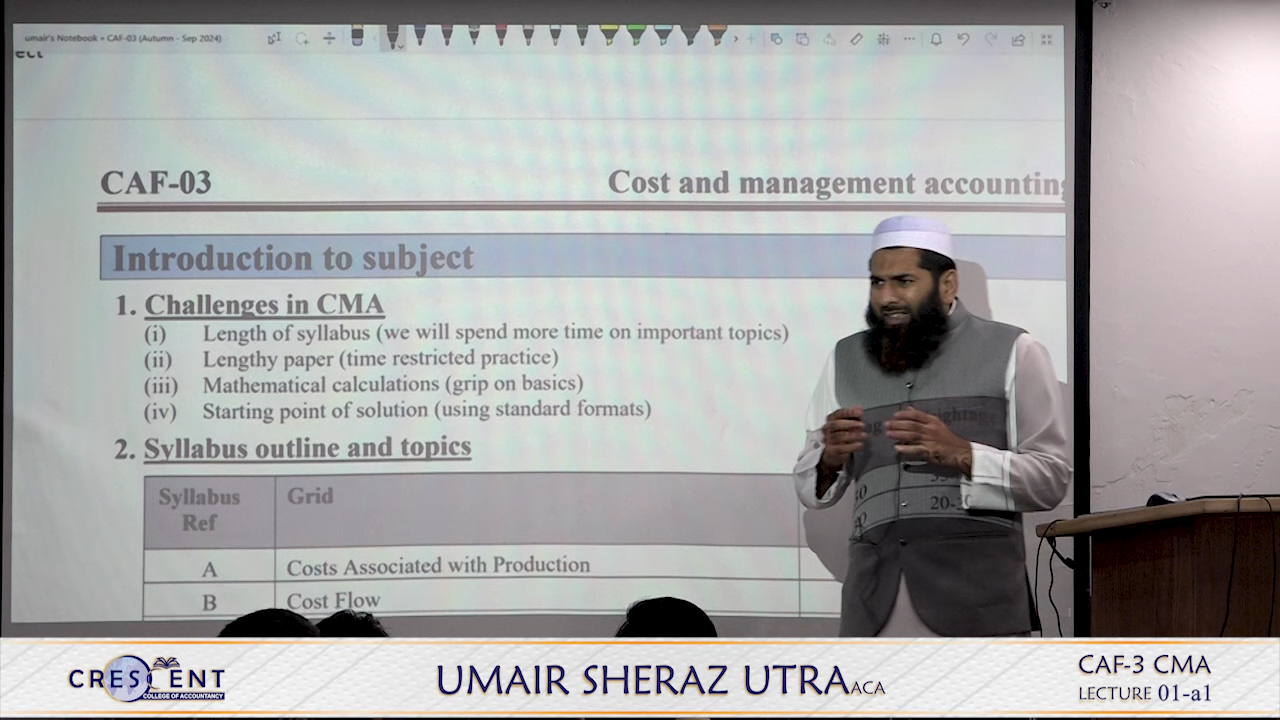 umair's Notebook » CAF-03 (Autumn - Sep 2024)
CAF-03 Cost and management accounting
Introduction to subject
1. Challenges in CMA
(i) Length of syllabus (we will spend more time on important topics)
(ii) Lengthy paper (time restricted practice)
(iii) Mathematical calculations (grip on basics)
(iv) Starting point of solution (using standard formats)
2. Syllabus outline and topics
Syllabus Ref Grid
A Costs Associated with Production
B Cost Flow
CRESCENT
COLLEGE OF ACCOUNTANCY
UMAIR SHERAZ UTRA ACA
CAF-3 CMA
LECTURE 01-a1